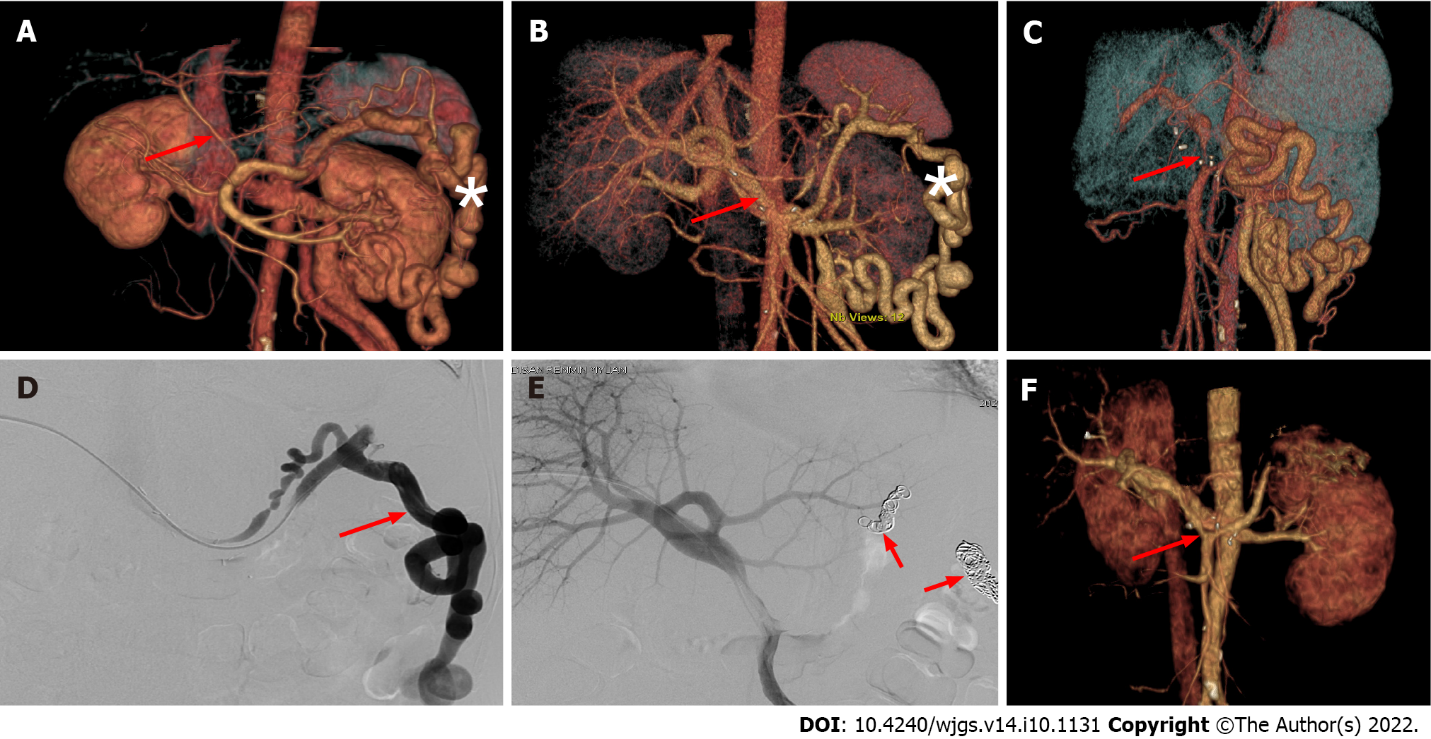 A
B
C
*
*
Nb Views: 12
D
E
F
DOI: 10.4240/wjgs.v14.i10.1131 Copyright ©The Author(s) 2022.